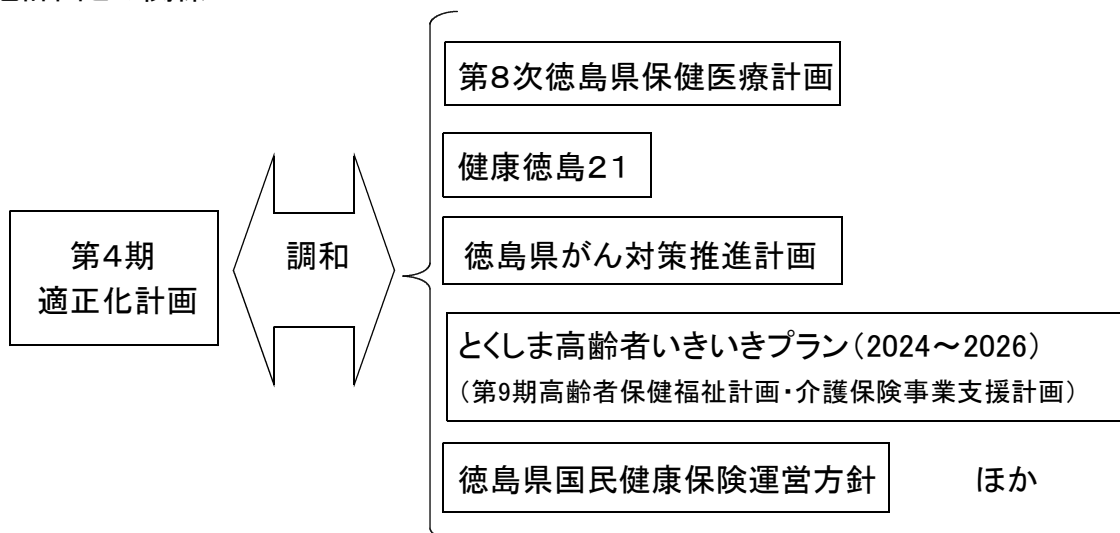 第8次徳島県保健医療計画
健康徳島21
第4期
適正化計画
調和
徳島県がん対策推進計画
とくしま高齢者いきいきプラン(2024～2026)
(第9期高齢者保健福祉計画・介護保険事業支援計画)
徳島県国民健康保険運営方針 ほか